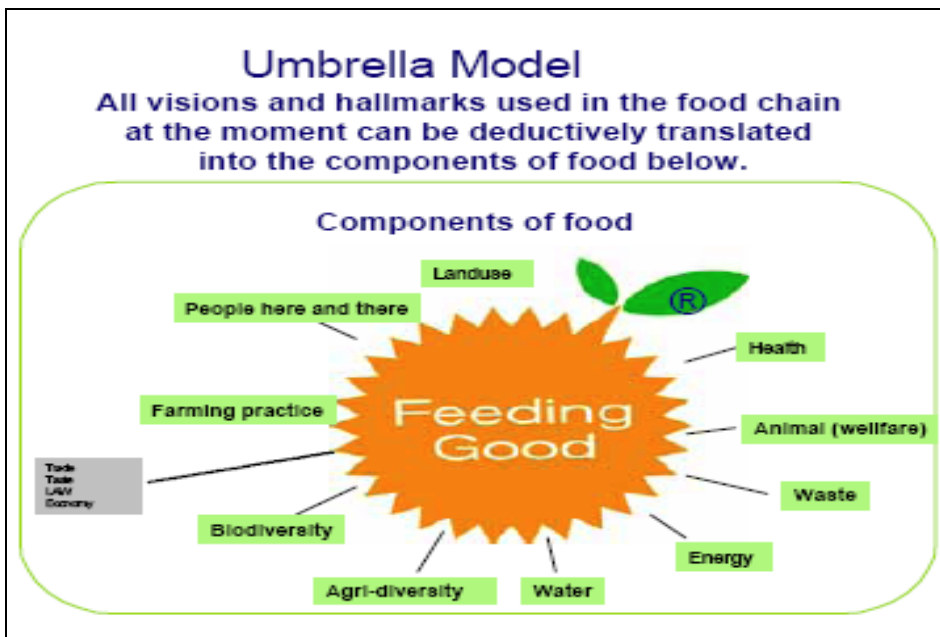 Umbrella Model
All visions and hallmarks used in the food chain
at the moment can be deductively translated
into the components of food below.
Components of food
Landuse
®
People here and there
Health
Farming practice
Feeding
Good
Animal (wellfare)
Trade
Taste
LAW
Economy
Waste
Biodiversity
Energy
Agri-diversity
Water